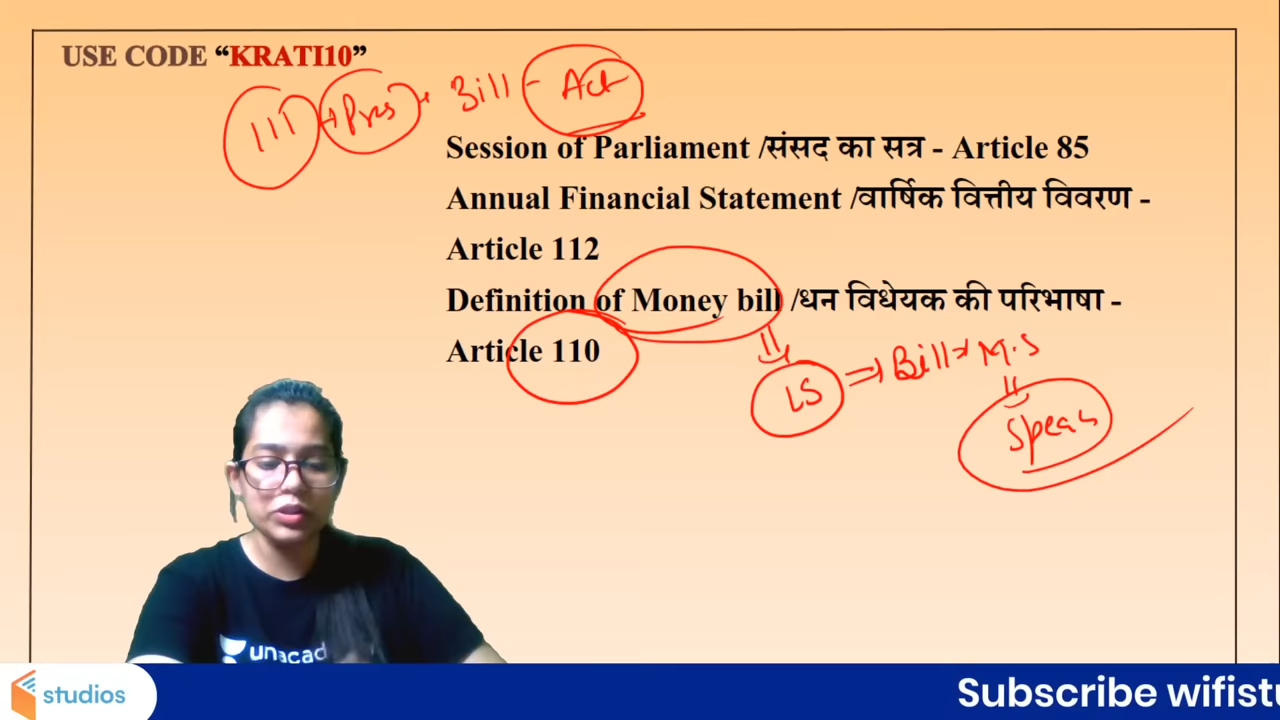 USE CODE “KRATI10”
111 + Pres • Bill - Act
Session of Parliament /संसद का सत्र - Article 85
Annual Financial Statement /वार्षिक वित्तीय विवरण -
Article 112
Definition of Money bill /धन विधेयक की परिभाषा -
Article 110
LS ⇒ Bill
Speak
unacad
studios
Subscribe wifistu